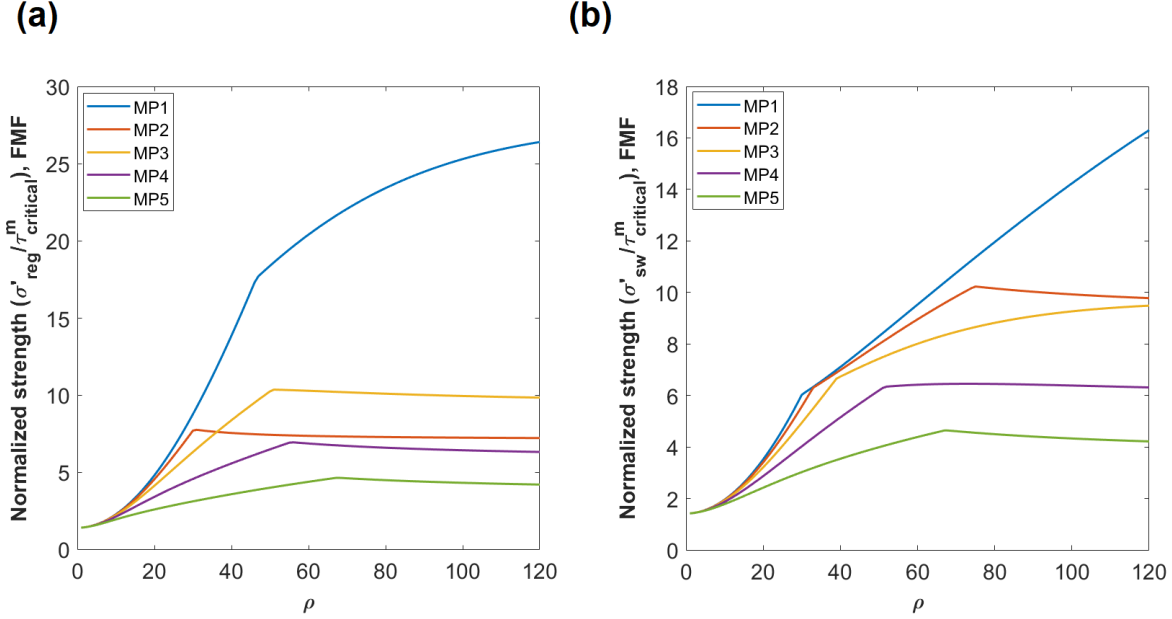 (a)
Normalized strength (σ'reg/τᵐcritical), FMF
30
25
20
15
10
5
0
0
20
40
60
80
100
120
ρ
MP1
MP2
MP3
MP4
MP5
(b)
Normalized strength (σ'sw/τᵐcritical), FMF
18
16
14
12
10
8
6
4
2
0
0
20
40
60
80
100
120
ρ
MP1
MP2
MP3
MP4
MP5